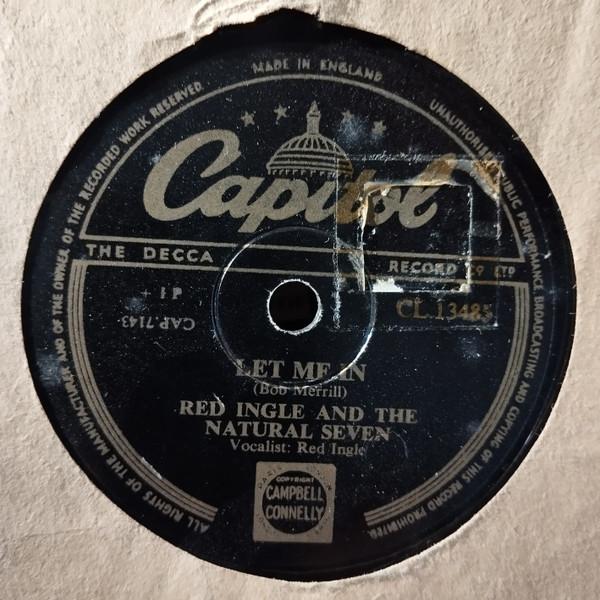 MADE IN ENGLAND
ALL RIGHTS OF THE MANUFACTURER AND OF THE OWNER OF THE RECORDED WORK RESERVED
UNAUTHORISED PUBLIC PERFORMANCE, BROADCASTING AND COPYING OF THIS RECORD PROHIBITED.
Capitol
THE DECCA RECORD
CL.13485
CAP.7143
LET ME IN
(Bob Merrill)
RED INGLE AND THE
NATURAL SEVEN
Vocalist: Red Ingle
COPYRIGHT
CAMPBELL
CONNELLY